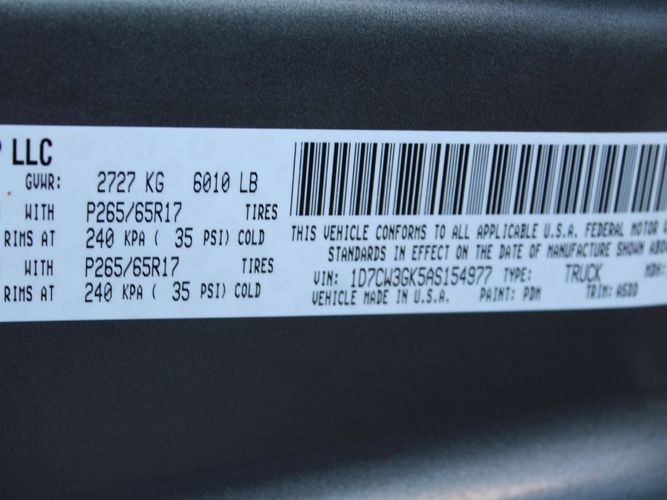 LLC
GVWR: 2727 KG 6010 LB
WITH P265/65R17 TIRES
RIMS AT 240 KPA ( 35 PSI) COLD
WITH P265/65R17 TIRES
RIMS AT 240 KPA ( 35 PSI) COLD
THIS VEHICLE CONFORMS TO ALL APPLICABLE U.S.A. FEDERAL MOTOR
STANDARDS IN EFFECT ON THE DATE OF MANUFACTURE SHOWN
VIN: 1D7CW3GK5AS154977 TYPE: TRUCK MDH:
VEHICLE MADE IN U.S.A. PAINT: PDM TRIM: A5DD